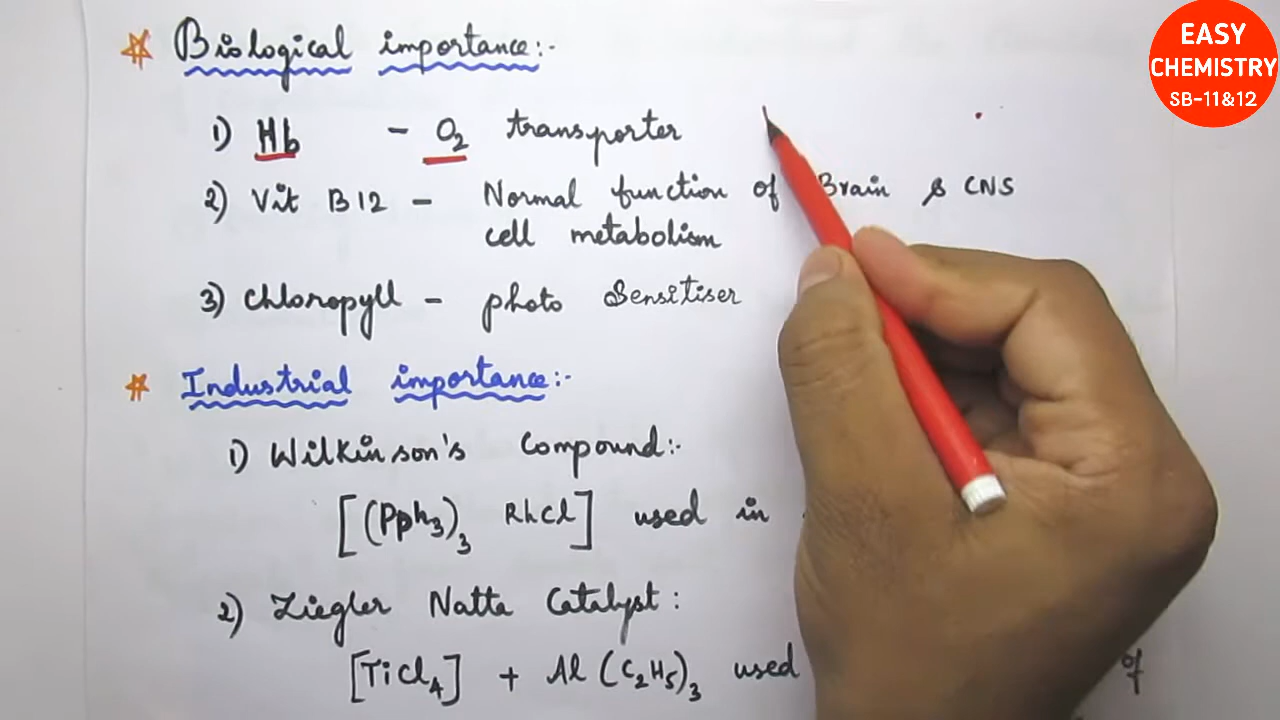 EASY
CHEMISTRY
SB-11&12
Biological importance:-
1) Hb - O2 transporter
2) Vit B12 - Normal function of Brain & CNS
cell metabolism
3) Chloropyll - photo Sensitiser
Industrial importance:-
1) Wilkinson's Compound:-
[(Pph3)3 RhCl] used in
2) Ziegler Natta Catalyst:
[TiCl4] + Al (C2H5)3 used of